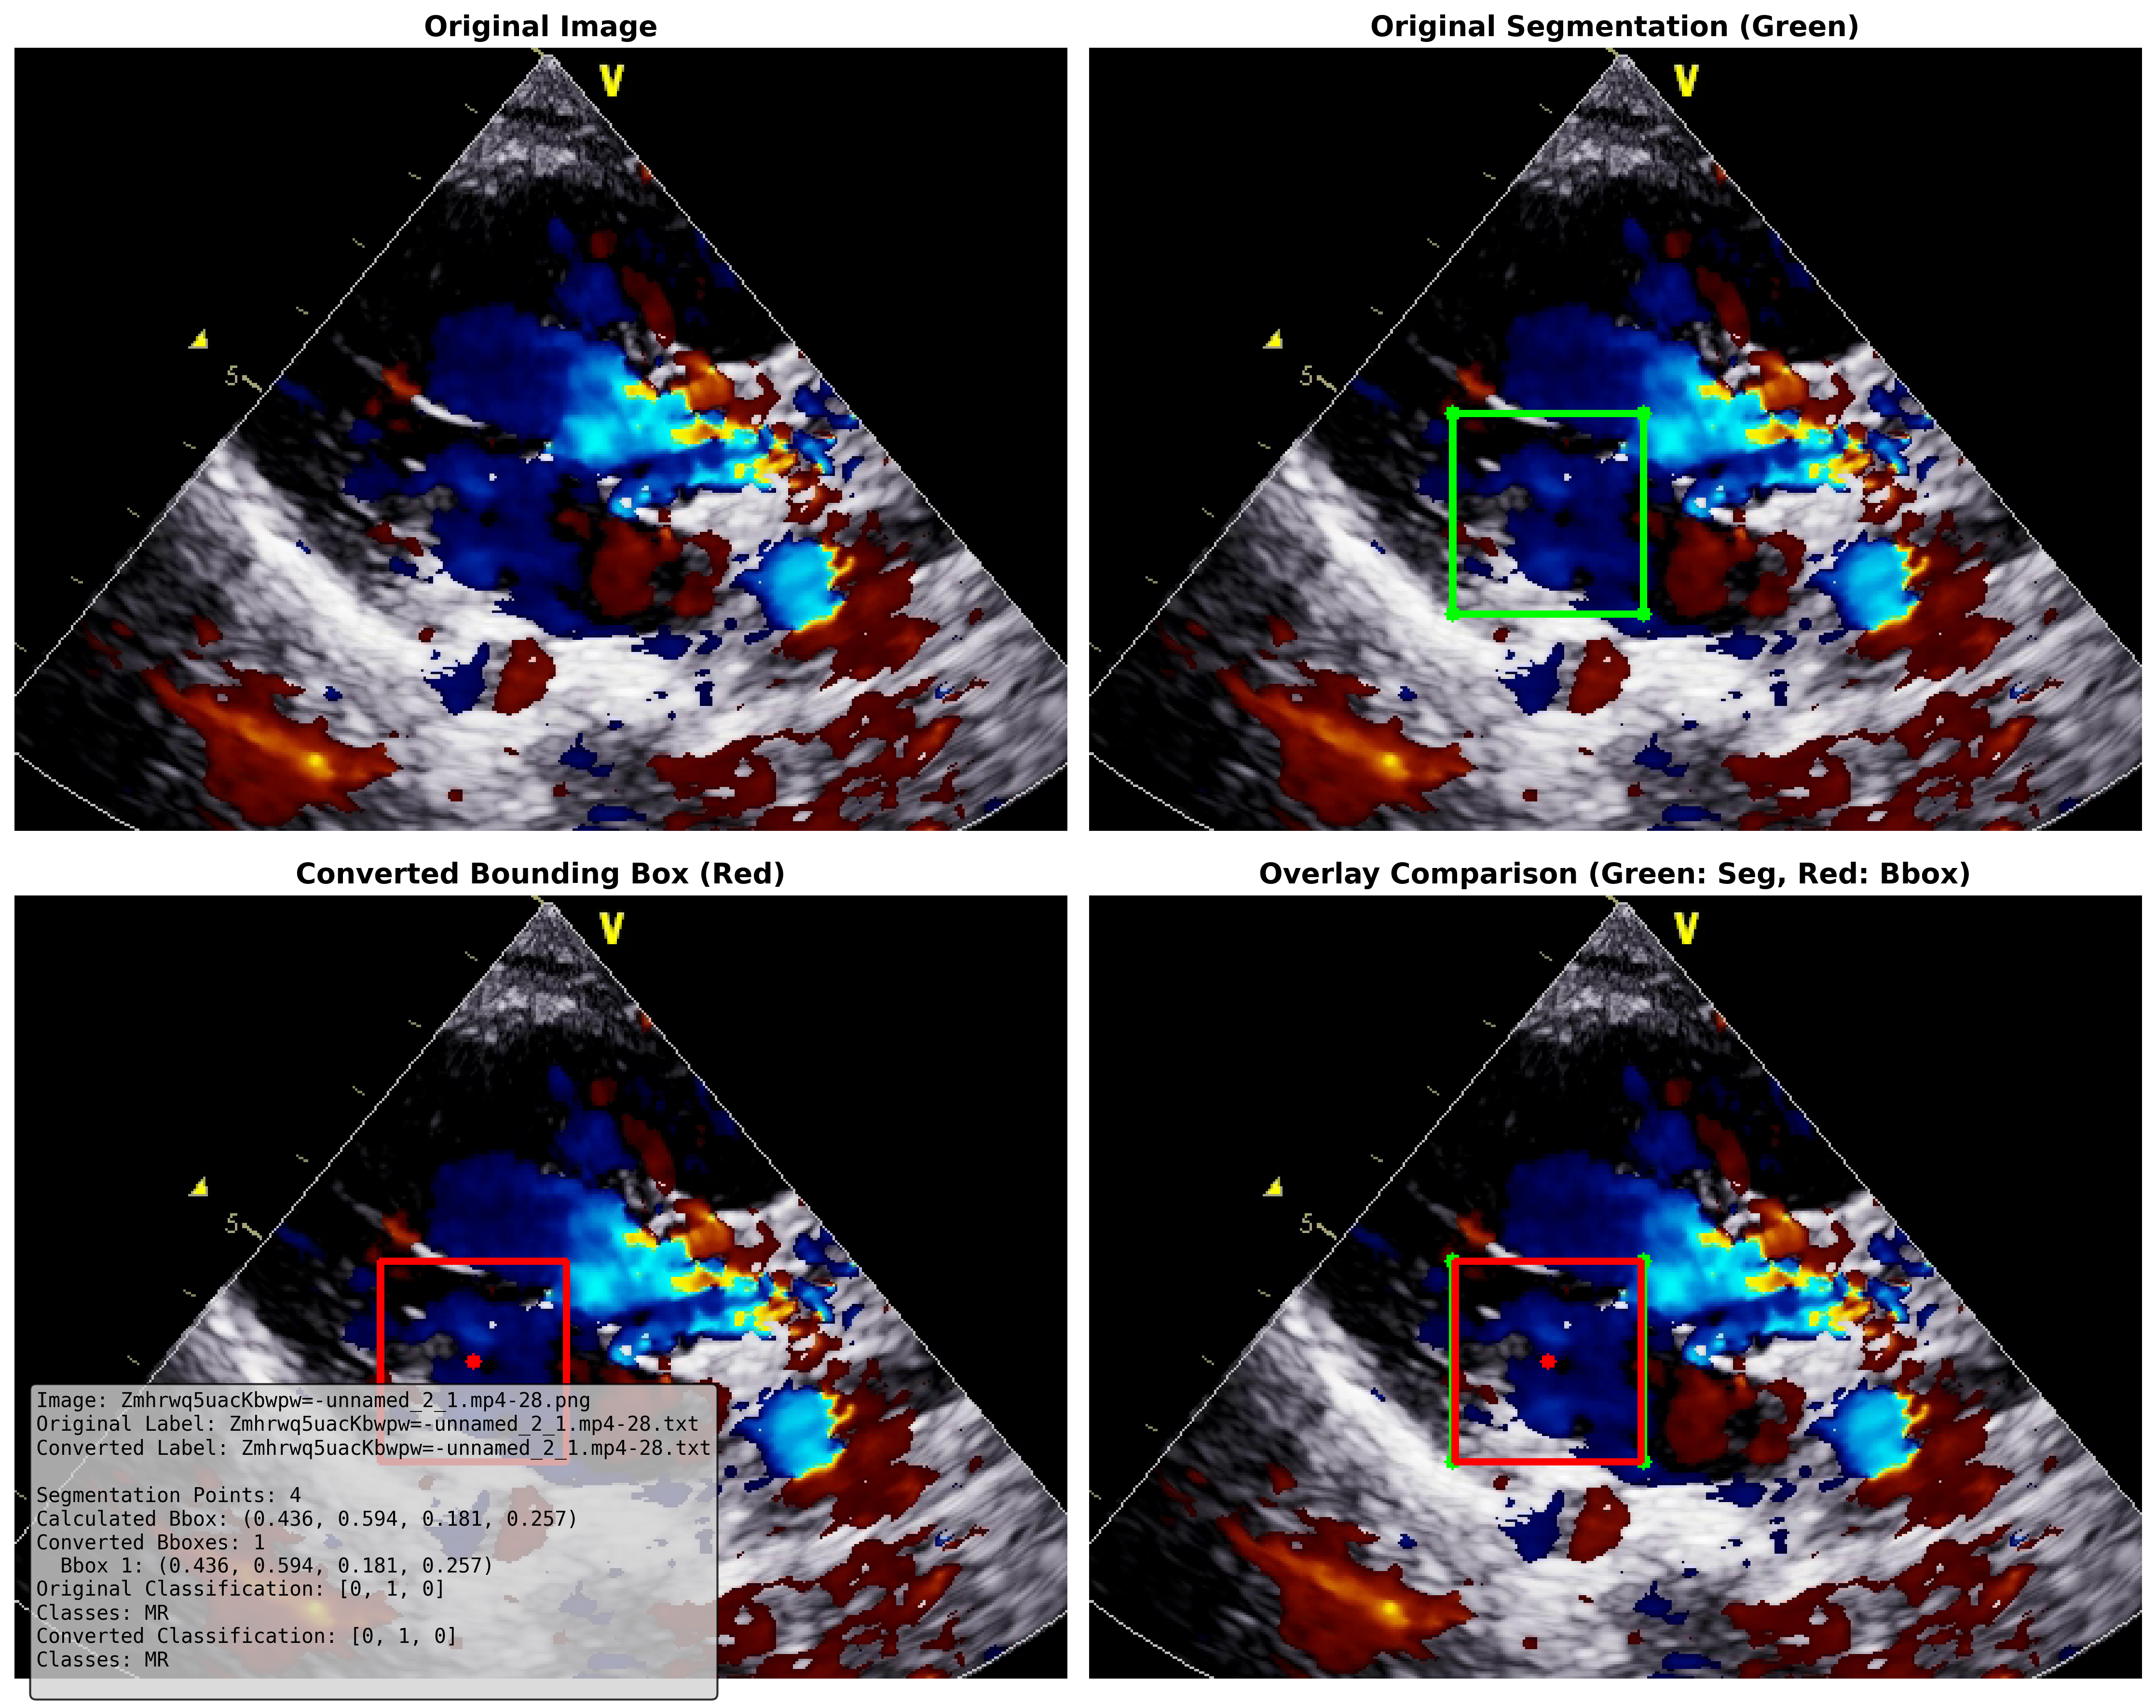 Original Image
Original Segmentation (Green)
V
5
V
5
Converted Bounding Box (Red)
Overlay Comparison (Green: Seg, Red: Bbox)
V
5
V
5
Image: Zmhrwq5uacKbwpw=-unnamed_2_1.mp4-28.png
Original Label: Zmhrwq5uacKbwpw=-unnamed_2_1.mp4-28.txt
Converted Label: Zmhrwq5uacKbwpw=-unnamed_2_1.mp4-28.txt
Segmentation Points: 4
Calculated Bbox: (0.436, 0.594, 0.181, 0.257)
Converted Bboxes: 1
Bbox 1: (0.436, 0.594, 0.181, 0.257)
Original Classification: [0, 1, 0]
Classes: MR
Converted Classification: [0, 1, 0]
Classes: MR